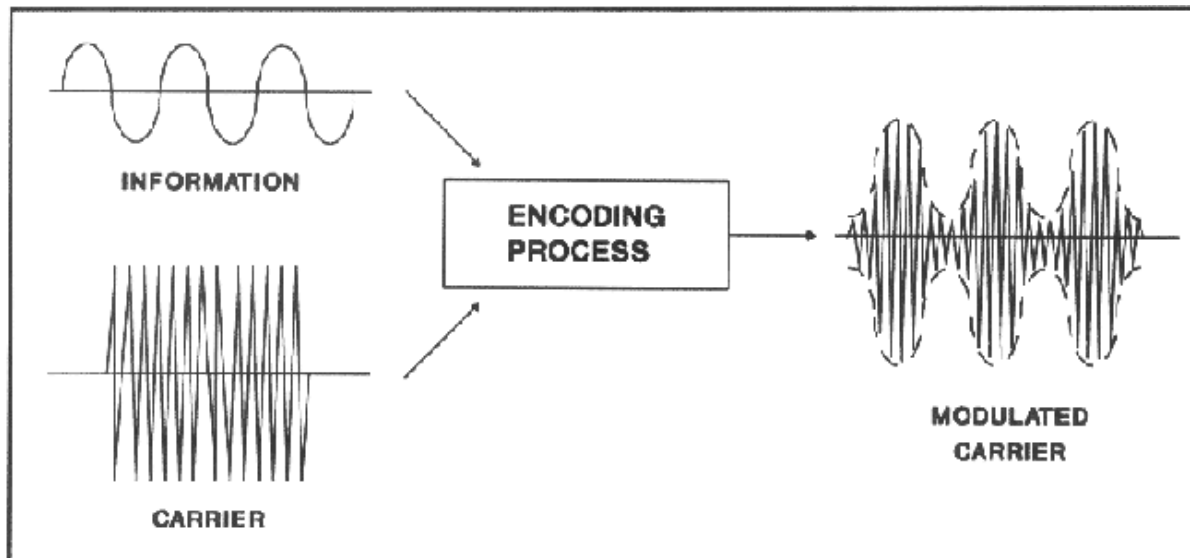 INFORMATION
ENCODING
PROCESS
CARRIER
MODULATED
CARRIER